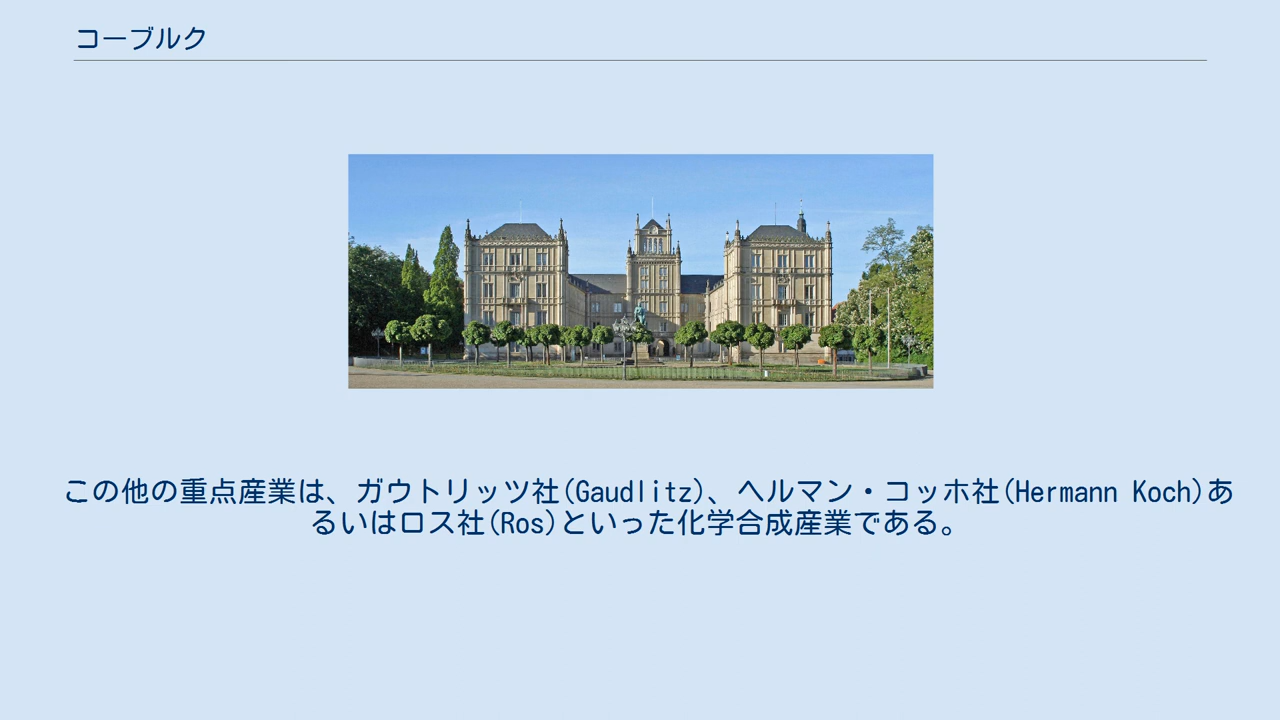 コーブルク
この他の重点産業は、ガウトリッツ社(Gaudlitz)、ヘルマン・コッホ社(Hermann Koch)あ
るいはロス社(Ros)といった化学合成産業である。